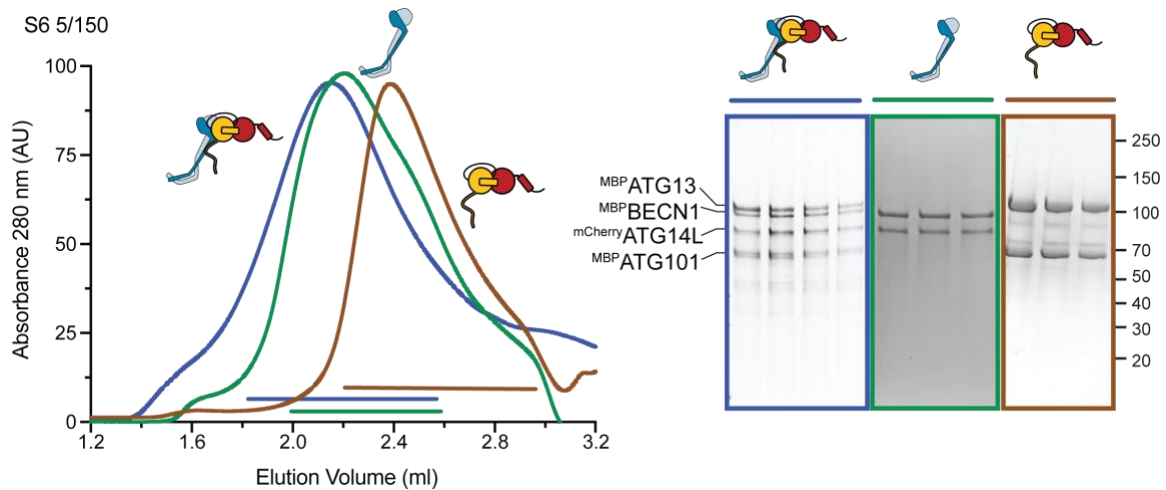 S6 5/150
100
75
50
25
0
Absorbance 280 nm (AU)
1.2
1.6
2.0
2.4
2.8
3.2
Elution Volume (ml)
MBPATG13
MBPBECN1
mCherryATG14L
MBPATG101
250
150
100
70
50
40
30
20